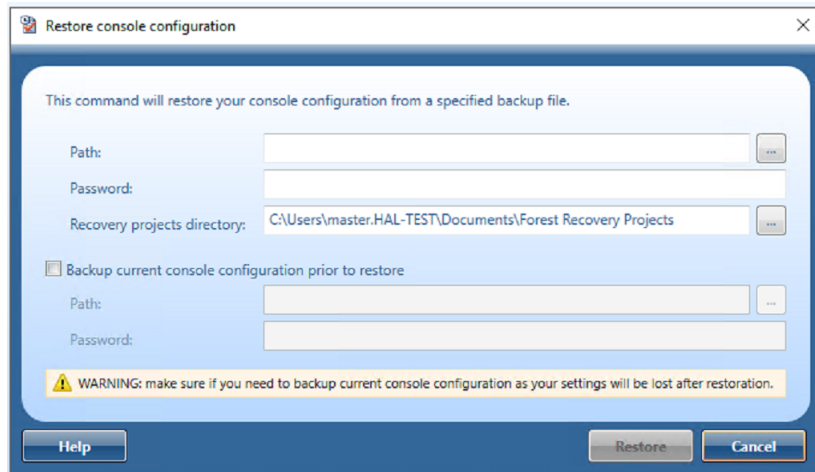 Restore console configuration
This command will restore your console configuration from a specified backup file.
Path:
...
Password:
Recovery projects directory: C:\Users\master.HAL-TEST\Documents\Forest Recovery Projects ...
Backup current console configuration prior to restore
Path:
...
Password:
WARNING: make sure if you need to backup current console configuration as your settings will be lost after restoration.
Help Restore Cancel